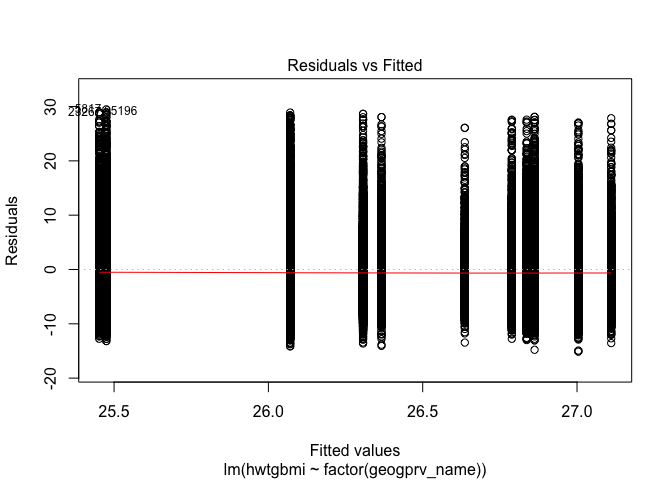 Residuals vs Fitted
Residuals
30
20
10
0
-10
-20
5196
25.5
26.0
26.5
27.0
Fitted values
lm(hwtgbmi ~ factor(geogprv_name))